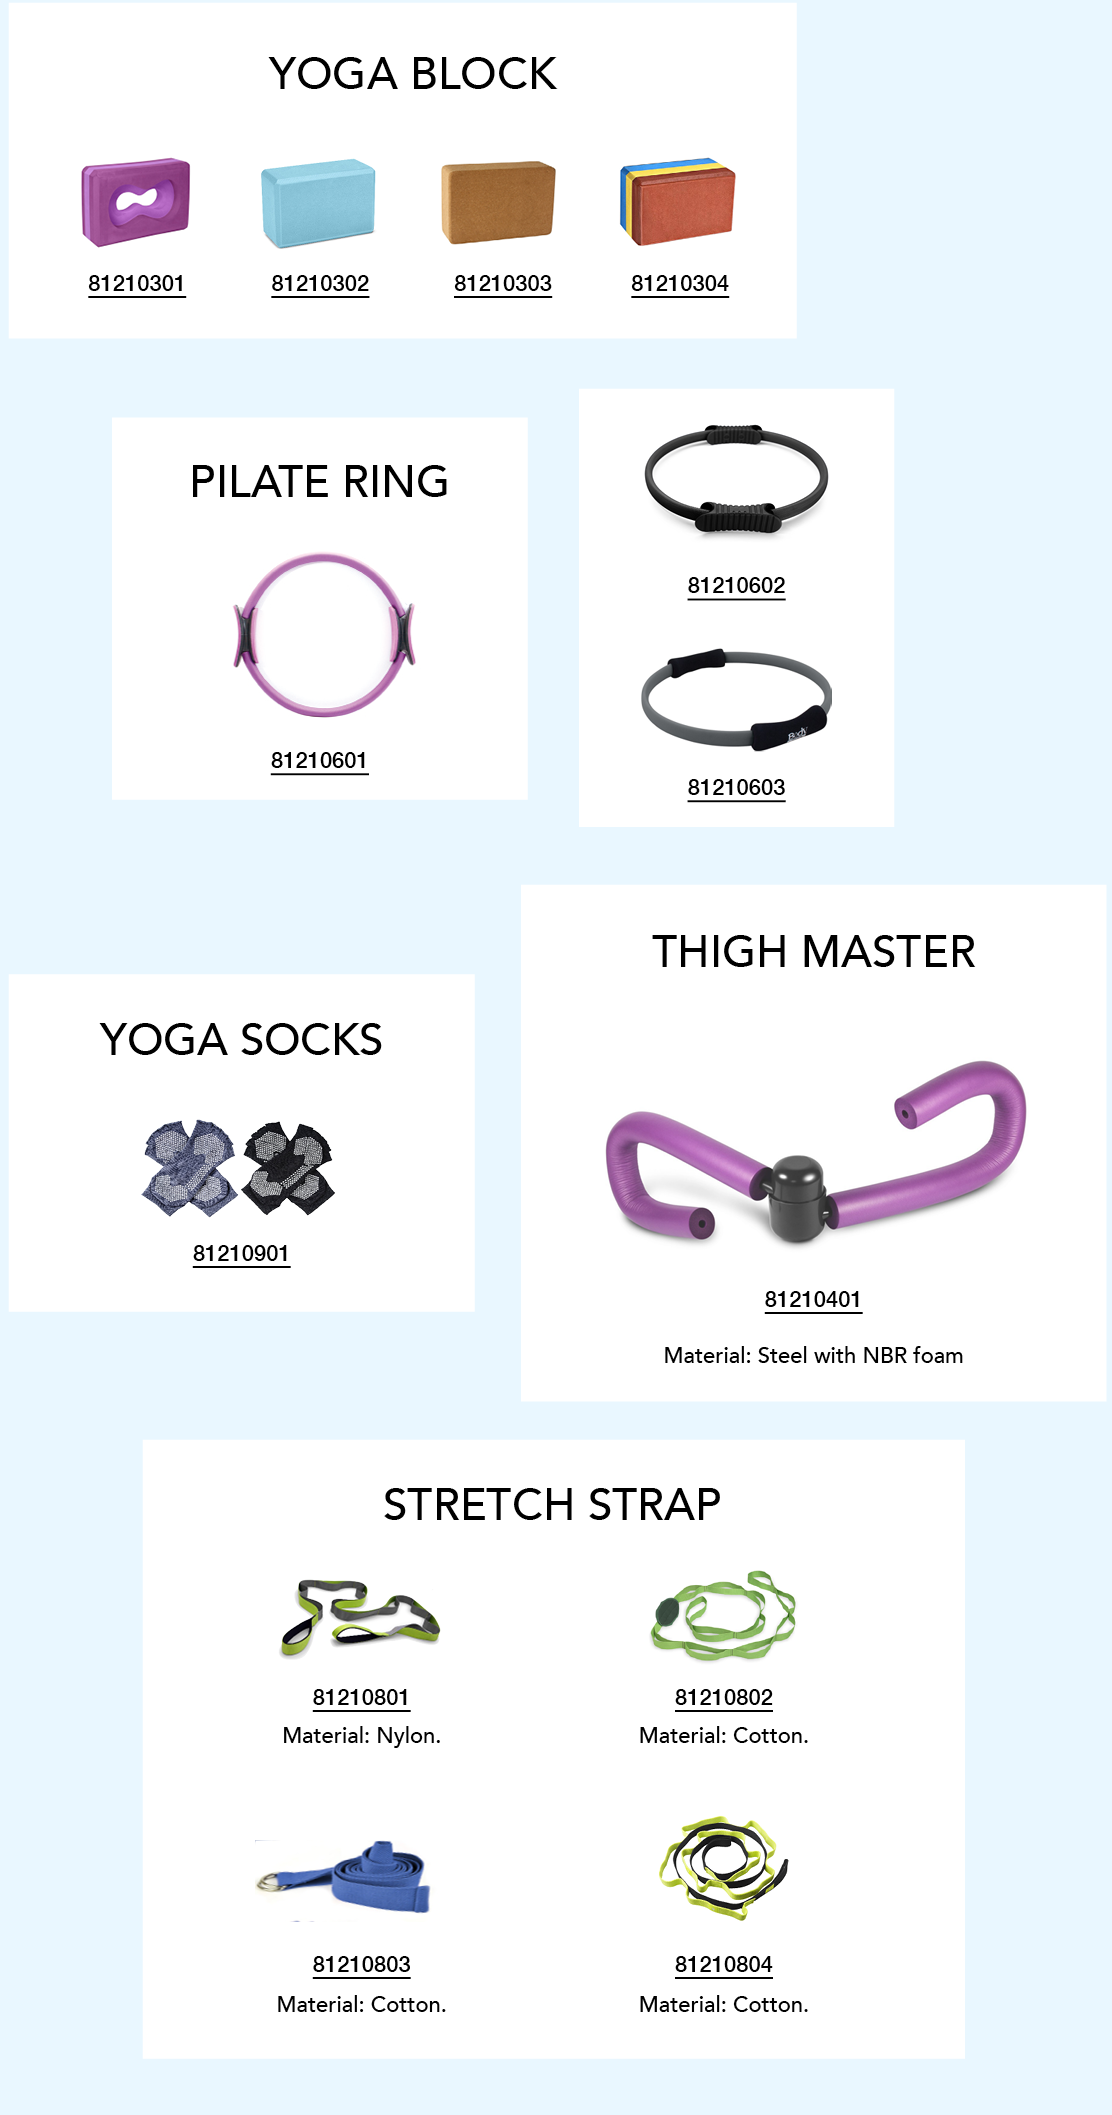 YOGA BLOCK
81210301
81210302
81210303
81210304
PILATE RING
81210601
81210602
Body
81210603
THIGH MASTER
81210401
Material: Steel with NBR foam
YOGA SOCKS
81210901
STRETCH STRAP
81210801
Material: Nylon.
81210802
Material: Cotton.
81210803
Material: Cotton.
81210804
Material: Cotton.